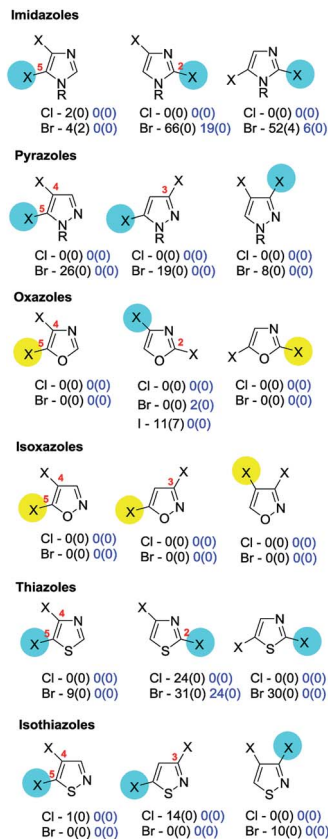 Imidazoles
X N X N N
X 5 N R 2 N R X X N R X
Cl - 2(0) 0(0) Cl - 0(0) 0(0) Cl - 0(0) 0(0)
Br - 4(2) 0(0) Br - 66(0) 19(0) Br - 52(4) 6(0)
Pyrazoles
X 4 3 X X X
X 5 N N R X N N R N N R
Cl - 0(0) 0(0) Cl - 0(0) 0(0) Cl - 0(0) 0(0)
Br - 26(0) 0(0) Br - 19(0) 0(0) Br - 8(0) 0(0)
Oxazoles
X 4 N X N N
X 5 O O 2 X X O X
Cl - 0(0) 0(0) Cl - 0(0) 0(0) Cl - 0(0) 0(0)
Br - 0(0) 0(0) Br - 0(0) 2(0) Br - 0(0) 0(0)
I - 11(7) 0(0)
Isoxazoles
X 4 3 X X X
X 5 O N X O N O N
Cl - 0(0) 0(0) Cl - 0(0) 0(0) Cl - 0(0) 0(0)
Br - 0(0) 0(0) Br - 0(0) 0(0) Br - 0(0) 0(0)
Thiazoles
X 4 N X N N
X 5 S S 2 X X S X
Cl - 0(0) 0(0) Cl - 24(0) 0(0) Cl - 0(0) 0(0)
Br - 9(0) 0(0) Br - 31(0) 24(0) Br 30(0) 0(0)
Isothiazoles
X 4 3 X X X
X 5 S N X S N S N
Cl - 1(0) 0(0) Cl - 14(0) 0(0) Cl - 0(0) 0(0)
Br - 0(0) 0(0) Br - 0(0) 0(0) Br - 10(0) 0(0)